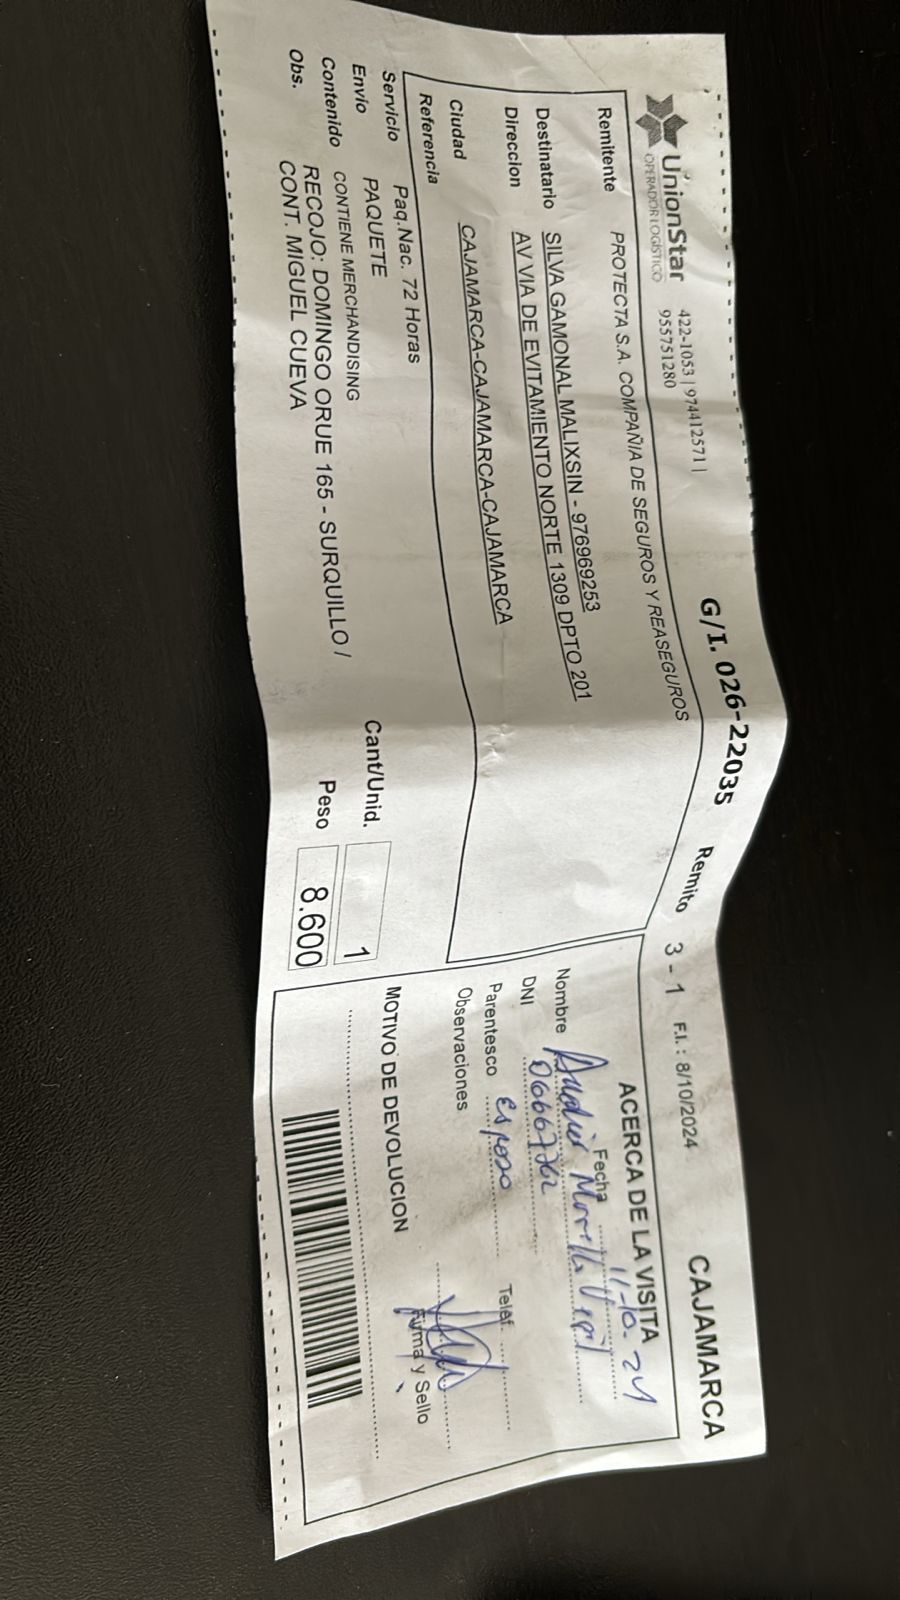 UnionStar
OPERADOR LOGÍSTICO
422-1053 | 974412571 |
955751280
G/I. 026-22035
Remito 3 - 1 F.I. : 8/10/2024 CAJAMARCA
Remitente PROTECTA S.A. COMPAÑIA DE SEGUROS Y REASEGUROS
Destinatario SILVA GAMONAL MALIXSIN - 976969253
Direccion AV VIA DE EVITAMIENTO NORTE 1309 DPTO 201
Ciudad CAJAMARCA-CAJAMARCA-CAJAMARCA
Referencia
Servicio Paq.Nac. 72 Horas
Envio PAQUETE
Contenido CONTIENE MERCHANDISING
Obs. RECOJO: DOMINGO ORUE 165 - SURQUILLO /
CONT. MIGUEL CUEVA
Cant/Unid. 1
Peso 8.600
ACERCA DE LA VISITA
Fecha 11-10-24
Nombre
DNI
Parentesco esposo Teléf.
Observaciones
Firma y Sello
MOTIVO DE DEVOLUCION